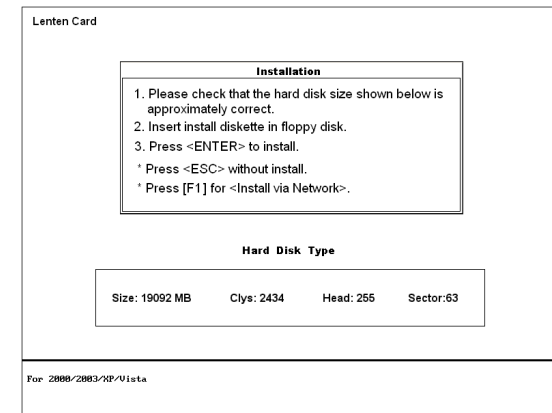 Lenten Card
Installation
1. Please check that the hard disk size shown below is
approximately correct.
2. Insert install diskette in floppy disk.
3. Press <ENTER> to install.
* Press <ESC> without install.
* Press [F1] for <Install via Network>.
Hard Disk Type
Size: 19092 MB Clys: 2434 Head: 255 Sector:63
For 2000/2003/XP/Vista